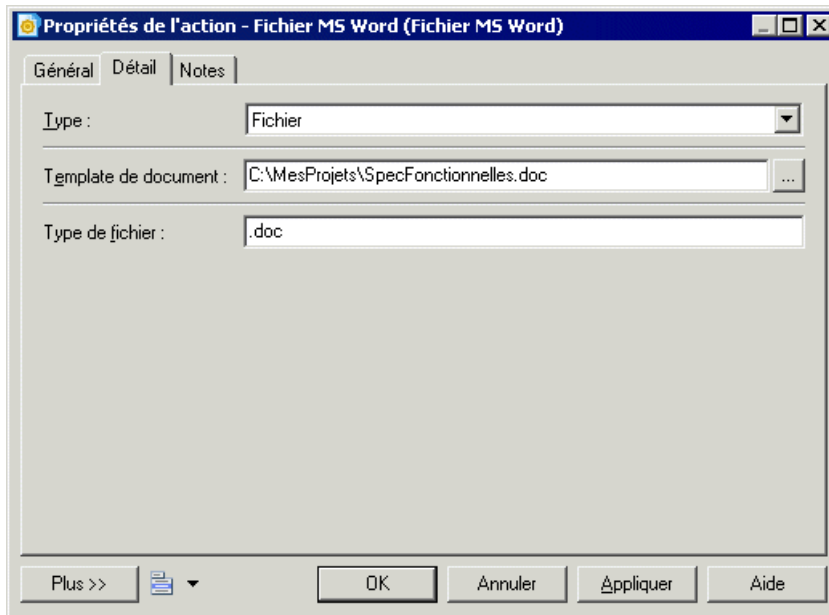 Propriétés de l'action - Fichier MS Word (Fichier MS Word)
Général Détail Notes
Type : Fichier
Template de document : C:\MesProjets\SpecFonctionnelles.doc ...
Type de fichier : .doc
Plus >> OK Annuler Appliquer Aide